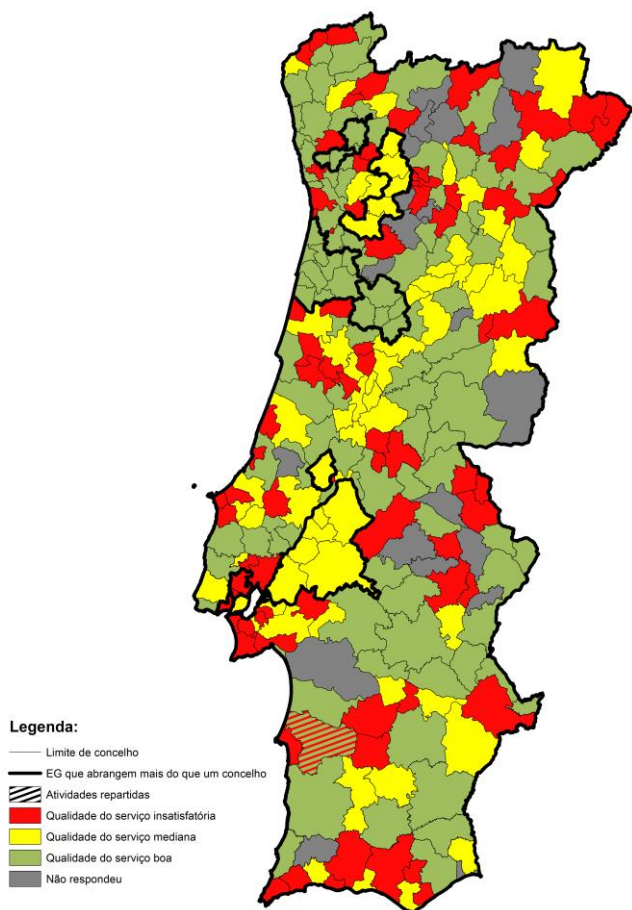 Legenda:
Limite de concelho
EG que abrangem mais do que um concelho
Atividades repartidas
Qualidade do serviço insatisfatória
Qualidade do serviço mediana
Qualidade do serviço boa
Não respondeu